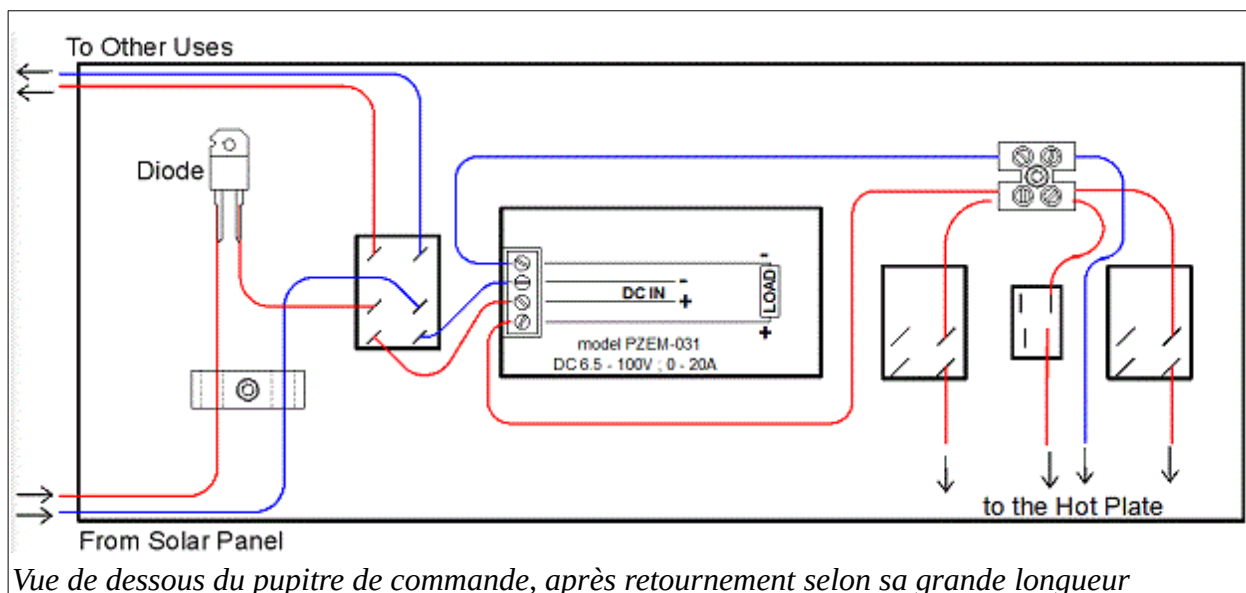 To Other Uses
Diode
- LOAD +
DC IN - +
model PZEM-031
DC 6.5 - 100V ; 0 - 20A
to the Hot Plate
From Solar Panel
Vue de dessous du pupitre de commande, après retournement selon sa grande longueur